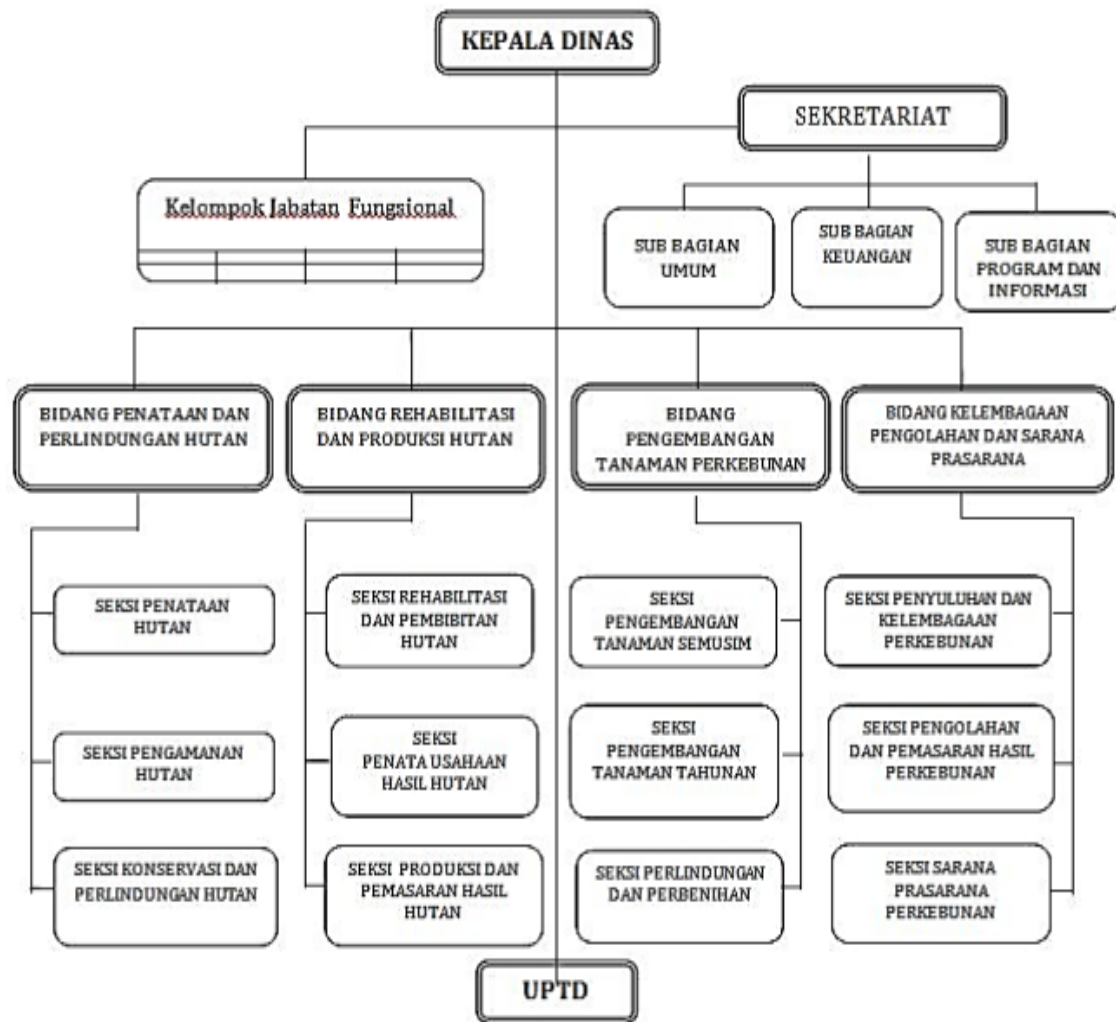 KEPALA DINAS
SEKRETARIAT
Kelompok Jabatan Fungsional
SUB BAGIAN
UMUM
SUB BAGIAN
KEUANGAN
SUB BAGIAN
PROGRAM DAN
INFORMASI
BIDANG PENATAAN DAN
PERLINDUNGAN HUTAN
BIDANG REHABILITASI
DAN PRODUKSI HUTAN
BIDANG
PENGEMBANGAN
TANAMAN PERKEBUNAN
BIDANG KELEMBAGAAN
PENGOLAHAN DAN SARANA
PRASARANA
SEKSI PENATAAN
HUTAN
SEKSI REHABILITASI
DAN PEMBIBITAN
HUTAN
SEKSI
PENGEMBANGAN
TANAMAN SEMUSIM
SEKSI PENYULUHAN DAN
KELEMBAGAAN
PERKEBUNAN
SEKSI PENGAMANAN
HUTAN
SEKSI
PENATA USAHAAN
HASIL HUTAN
SEKSI
PENGEMBANGAN
TANAMAN TAHUNAN
SEKSI PENGOLAHAN
DAN PEMASARAN HASIL
PERKEBUNAN
SEKSI KONSERVASI DAN
PERLINDUNGAN HUTAN
SEKSI PRODUKSI DAN
PEMASARAN HASIL
HUTAN
SEKSI PERLINDUNGAN
DAN PERBENIHAN
SEKSI SARANA
PRASARANA
PERKEBUNAN
UPTD